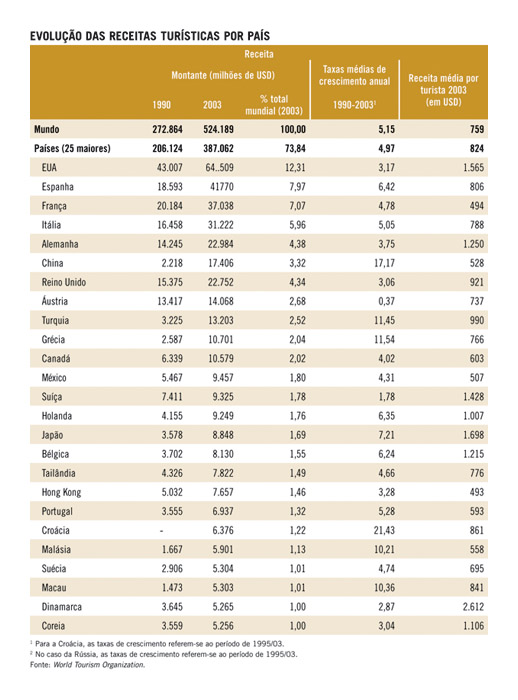 EVOLUÇÃO DAS RECEITAS TURÍSTICAS POR PAÍS
Receita
Montante (milhões de USD) Taxas médias de crescimento anual Receita média por turista 2003 (em USD)
1990 2003 % total mundial (2003) 1990-2003¹
Mundo 272.864 524.189 100,00 5,15 759
Países (25 maiores) 206.124 387.062 73,84 4,97 824
EUA 43.007 64..509 12,31 3,17 1.565
Espanha 18.593 41770 7,97 6,42 806
França 20.184 37.038 7,07 4,78 494
Itália 16.458 31.222 5,96 5,05 788
Alemanha 14.245 22.984 4,38 3,75 1.250
China 2.218 17.406 3,32 17,17 528
Reino Unido 15.375 22.752 4,34 3,06 921
Áustria 13.417 14.068 2,68 0,37 737
Turquia 3.225 13.203 2,52 11,45 990
Grécia 2.587 10.701 2,04 11,54 766
Canadá 6.339 10.579 2,02 4,02 603
México 5.467 9.457 1,80 4,31 507
Suíça 7.411 9.325 1,78 1,78 1.428
Holanda 4.155 9.249 1,76 6,35 1.007
Japão 3.578 8.848 1,69 7,21 1.698
Bélgica 3.702 8.130 1,55 6,24 1.215
Tailândia 4.326 7.822 1,49 4,66 776
Hong Kong 5.032 7.657 1,46 3,28 493
Portugal 3.555 6.937 1,32 5,28 593
Croácia - 6.376 1,22 21,43 861
Malásia 1.667 5.901 1,13 10,21 558
Suécia 2.906 5.304 1,01 4,74 695
Macau 1.473 5.303 1,01 10,36 841
Dinamarca 3.645 5.265 1,00 2,87 2.612
Coreia 3.559 5.256 1,00 3,04 1.106
¹ Para a Croácia, as taxas de crescimento referem-se ao período de 1995/03.
² No caso da Rússia, as taxas de crescimento referem-se ao período de 1995/03.
Fonte: World Tourism Organization.